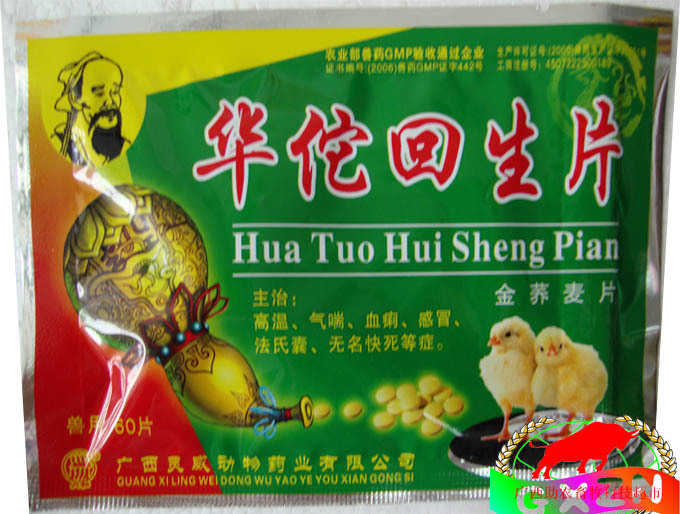 农业部兽药GMP验收通过企业
证书编号:(2006)兽药GMP证字442号
华佗回生片
Hua Tuo Hui Sheng Pian
金荞麦片
主治:
高温、气喘、血痢、感冒、
法氏囊、无名快死等症。
兽用 60片
广西灵威动物药业有限公司
GUANG XI LING WEI DONG WU YAO YE YOU XIAN GONG SI